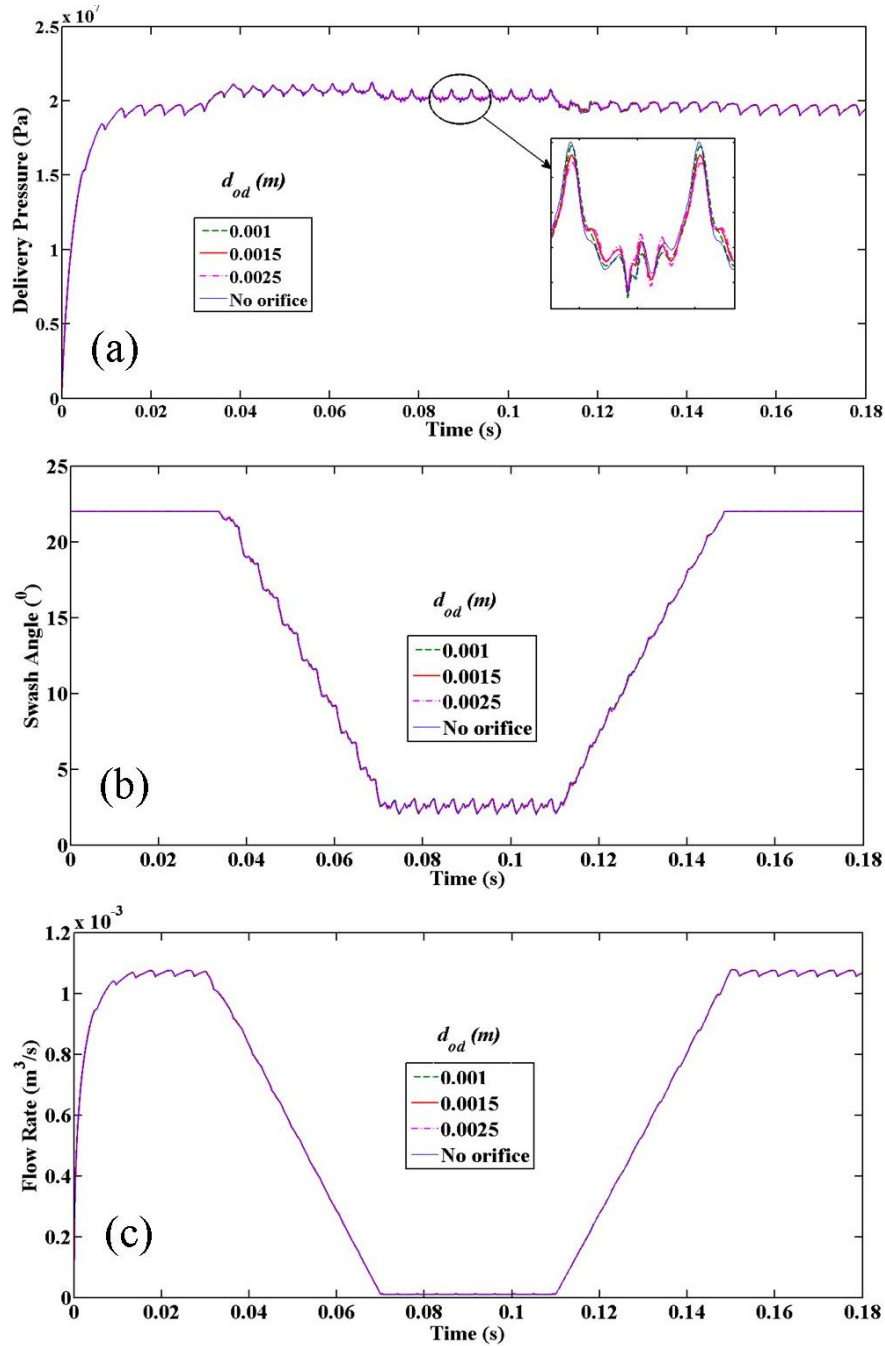 x 10^7
2.5
2
1.5
1
0.5
0
Delivery Pressure (Pa)
d_od (m)
0.001
0.0015
0.0025
No orifice
(a)
0 0.02 0.04 0.06 0.08 0.1 0.12 0.14 0.16 0.18
Time (s)
25
20
15
10
5
0
Swash Angle (^0)
d_od (m)
0.001
0.0015
0.0025
No orifice
(b)
0 0.02 0.04 0.06 0.08 0.1 0.12 0.14 0.16 0.18
Time (s)
x 10^-3
1.2
1
0.8
0.6
0.4
0.2
0
Flow Rate (m^3/s)
d_od (m)
0.001
0.0015
0.0025
No orifice
(c)
0 0.02 0.04 0.06 0.08 0.1 0.12 0.14 0.16 0.18
Time (s)